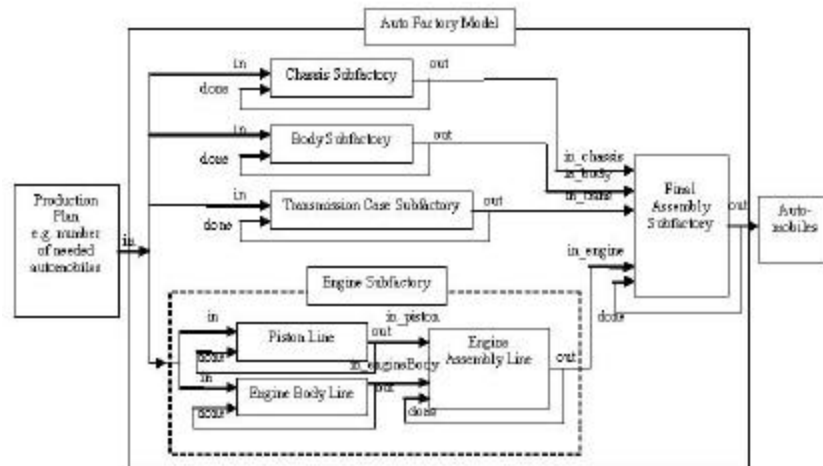 Auto Factory Model
in
out
Chassis Subfactory
done
in
out
Body Subfactory
done
in_chassis
in_body
in
in_trans
Transmission Case Subfactory
out
done
Production
Plan
e.g. number
of needed
automobiles
in
Final
Assembly
Subfactory
out
Auto-
mobiles
in_engine
done
Engine Subfactory
in
in_piston
Piston Line
out
Engine
Assembly Line
out
done
in_engineBody
in
out
Engine Body Line
done
done